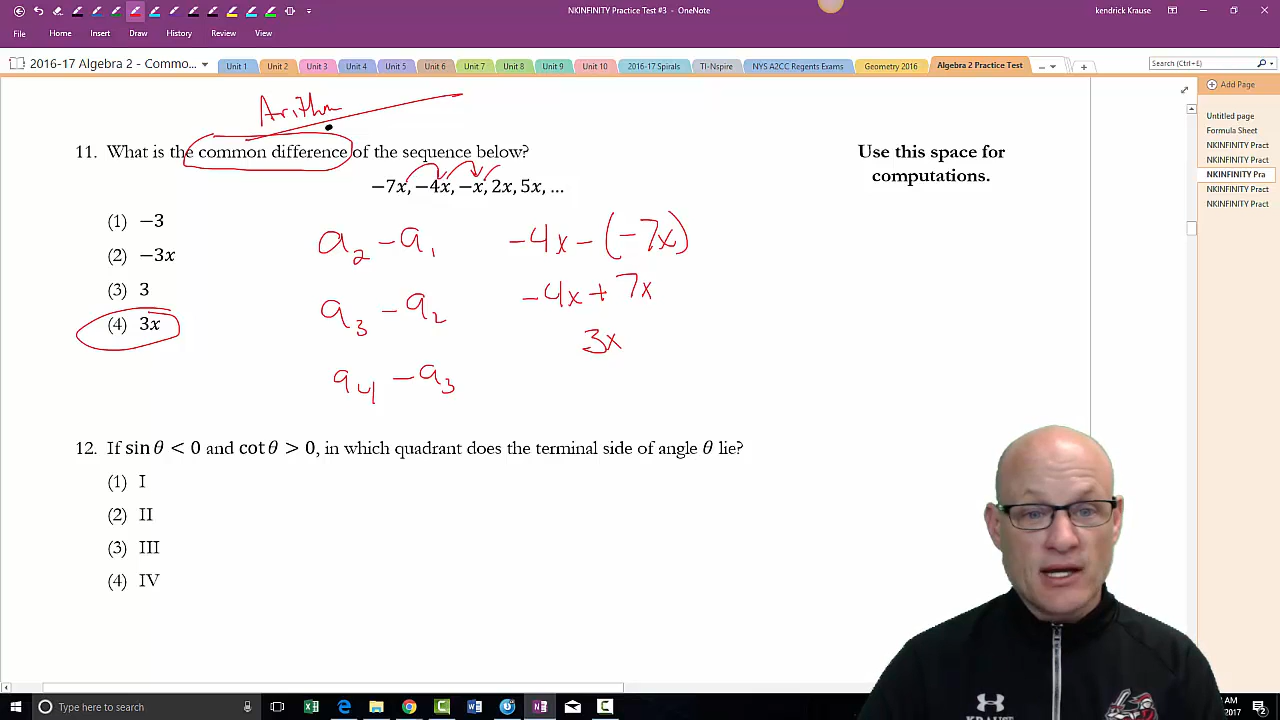 NKINFINITY Practice Test #3 - OneNote
kendrick Krause
File Home Insert Draw History Review View
2016-17 Algebra 2 - Commo...
Unit 1 Unit 2 Unit 3 Unit 4 Unit 5 Unit 6 Unit 7 Unit 8 Unit 9 Unit 10 2016-17 Spirals TI-Nspire NYS A2CC Regents Exams Geometry 2016 Algebra 2 Practice Test
Search (Ctrl+E)
Add Page
Untitled page
Formula Sheet
NKINFINITY Pract
NKINFINITY Pract
NKINFINITY Pra
NKINFINITY Pract
NKINFINITY Pract
Arithm
11. What is the common difference of the sequence below?
−7x, −4x, −x, 2x, 5x, ...
Use this space for
computations.
(1) −3
(2) −3x
(3) 3
(4) 3x
a₂ − a₁
a₃ − a₂
a₄ − a₃
−4x − (−7x)
−4x + 7x
3x
12. If sin θ < 0 and cot θ > 0, in which quadrant does the terminal side of angle θ lie?
(1) I
(2) II
(3) III
(4) IV
KRAUSE
Type here to search